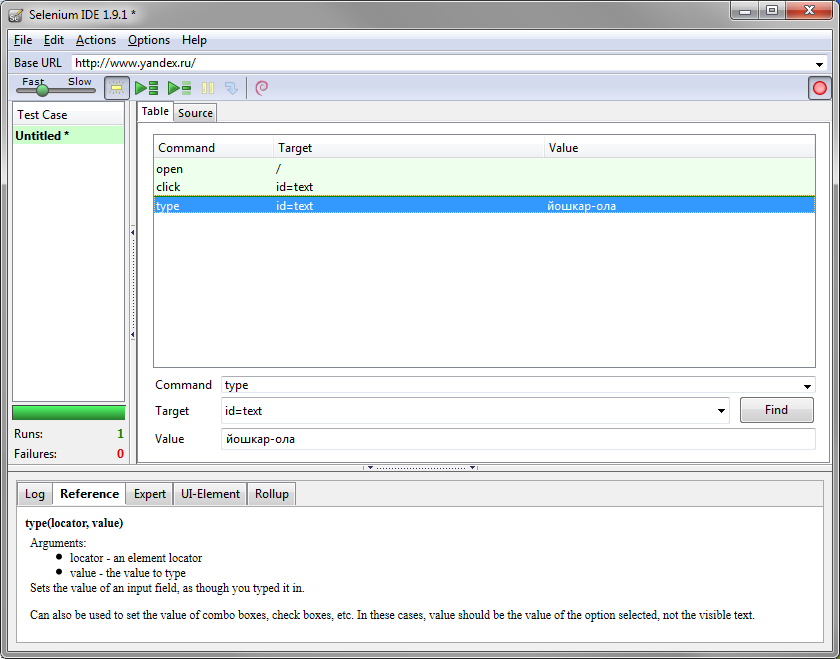 Selenium IDE 1.9.1 *
File Edit Actions Options Help
Base URL http://www.yandex.ru/
Fast Slow
Test Case
Untitled *
Table Source
Command Target Value
open /
click id=text
type id=text йошкар-ола
Command type
Target id=text Find
Value йошкар-ола
Runs: 1
Failures: 0
Log Reference Expert UI-Element Rollup
type(locator, value)
Arguments:
locator - an element locator
value - the value to type
Sets the value of an input field, as though you typed it in.
Can also be used to set the value of combo boxes, check boxes, etc. In these cases, value should be the value of the option selected, not the visible text.